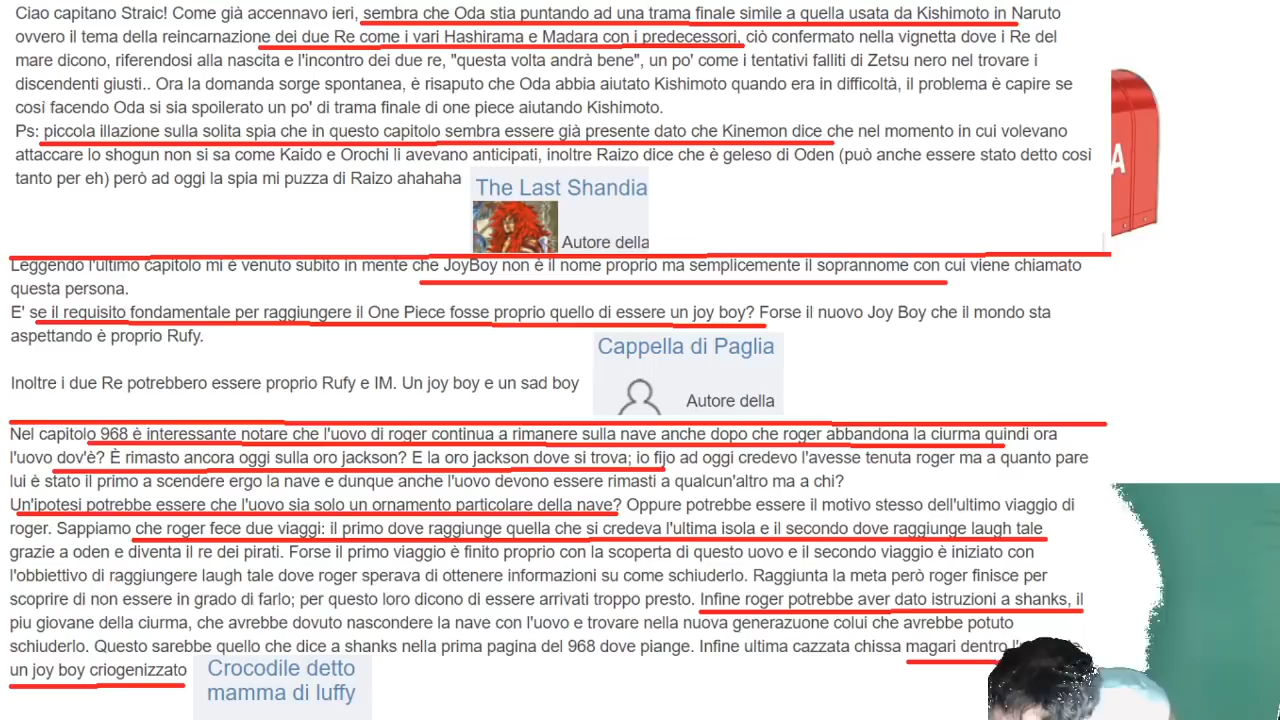 Ciao capitano Straic! Come già accennavo ieri, sembra che Oda stia puntando ad una trama finale simile a quella usata da Kishimoto in Naruto
ovvero il tema della reincarnazione dei due Re come i vari Hashirama e Madara con i predecessori, ciò confermato nella vignetta dove i Re del
mare dicono, riferendosi alla nascita e l'incontro dei due re, "questa volta andrà bene", un po' come i tentativi falliti di Zetsu nero nel trovare i
discendenti giusti.. Ora la domanda sorge spontanea, è risaputo che Oda abbia aiutato Kishimoto quando era in difficoltà, il problema è capire se
così facendo Oda si sia spoilerato un po' di trama finale di one piece aiutando Kishimoto.
Ps: piccola illazione sulla solita spia che in questo capitolo sembra essere già presente dato che Kinemon dice che nel momento in cui volevano
attaccare lo shogun non si sa come Kaido e Orochi li avevano anticipati, inoltre Raizo dice che è geloso di Oden (può anche essere stato detto così
tanto per eh) però ad oggi la spia mi puzza di Raizo ahahaha
The Last Shandia
Autore della
A
Leggendo l'ultimo capitolo mi è venuto subito in mente che JoyBoy non è il nome proprio ma semplicemente il soprannome con cui viene chiamato
questa persona.
E' se il requisito fondamentale per raggiungere il One Piece fosse proprio quello di essere un joy boy? Forse il nuovo Joy Boy che il mondo sta
aspettando è proprio Rufy.
Cappella di Paglia
Inoltre i due Re potrebbero essere proprio Rufy e IM. Un joy boy e un sad boy
Autore della
Nel capitolo 968 è interessante notare che l'uovo di roger continua a rimanere sulla nave anche dopo che roger abbandona la ciurma quindi ora
l'uovo dov'è? È rimasto ancora oggi sulla oro jackson? E la oro jackson dove si trova; io fijo ad oggi credevo l'avesse tenuta roger ma a quanto pare
lui è stato il primo a scendere ergo la nave e dunque anche l'uovo devono essere rimasti a qualcun'altro ma a chi?
Un'ipotesi potrebbe essere che l'uovo sia solo un ornamento particolare della nave? Oppure potrebbe essere il motivo stesso dell'ultimo viaggio di
roger. Sappiamo che roger fece due viaggi: il primo dove raggiunge quella che si credeva l'ultima isola e il secondo dove raggiunge laugh tale
grazie a oden e diventa il re dei pirati. Forse il primo viaggio è finito proprio con la scoperta di questo uovo e il secondo viaggio è iniziato con
l'obbiettivo di raggiungere laugh tale dove roger sperava di ottenere informazioni su come schiuderlo. Raggiunta la meta però roger finisce per
scoprire di non essere in grado di farlo; per questo loro dicono di essere arrivati troppo presto. Infine roger potrebbe aver dato istruzioni a shanks, il
piu giovane della ciurma, che avrebbe dovuto nascondere la nave con l'uovo e trovare nella nuova generazuone colui che avrebbe potuto
schiuderlo. Questo sarebbe quello che dice a shanks nella prima pagina del 968 dove piange. Infine ultima cazzata chissa magari dentro
un joy boy criogenizzato
Crocodile detto
mamma di luffy